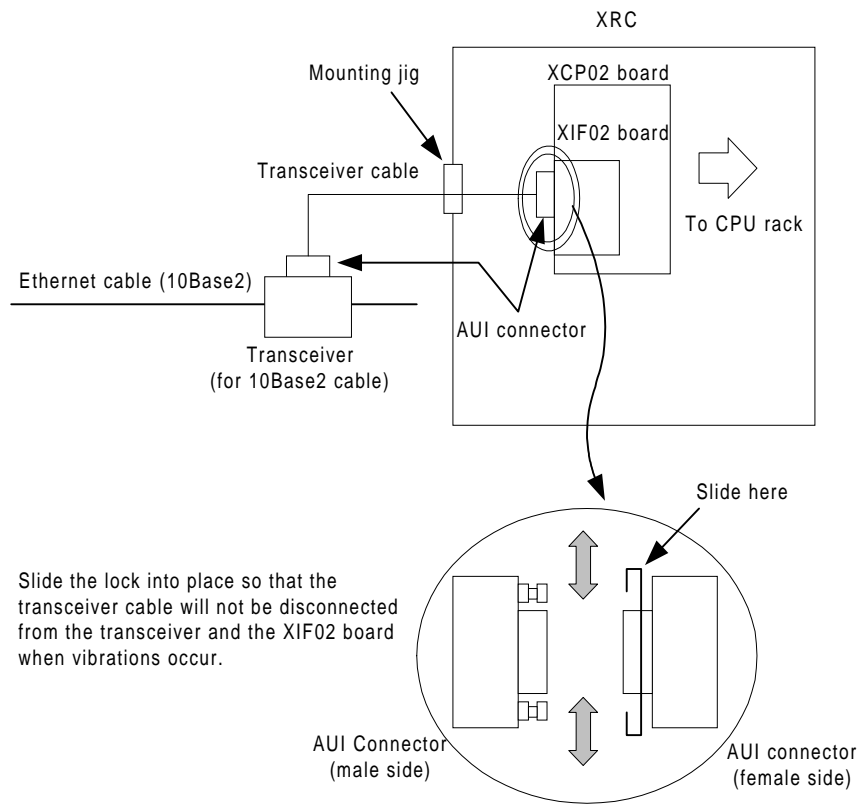 XRC
Mounting jig
XCP02 board
XIF02 board
Transceiver cable
To CPU rack
Ethernet cable (10Base2)
AUI connector
Transceiver
(for 10Base2 cable)
Slide here
Slide the lock into place so that the
transceiver cable will not be disconnected
from the transceiver and the XIF02 board
when vibrations occur.
AUI Connector
(male side)
AUI connector
(female side)